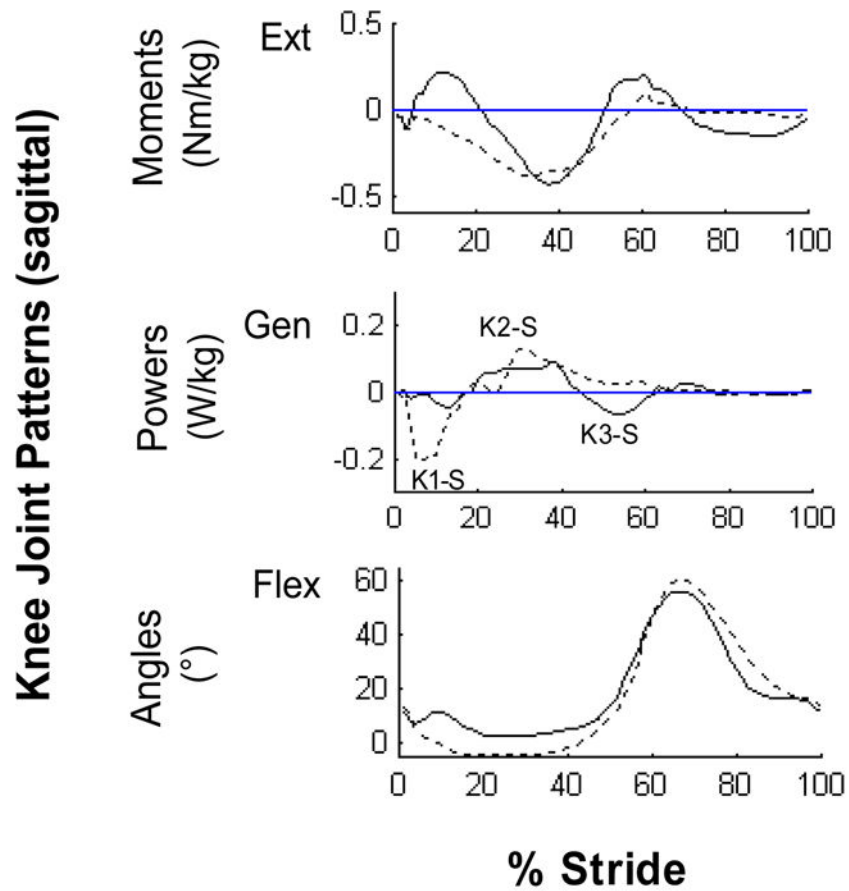 Knee Joint Patterns (sagittal)
Moments
(Nm/kg)
Ext
0.5
0
-0.5
0 20 40 60 80 100
Powers
(W/kg)
Gen
0.2
0
-0.2
K2-S
K3-S
K1-S
0 20 40 60 80 100
Angles
(°)
Flex
60
40
20
0
0 20 40 60 80 100
% Stride